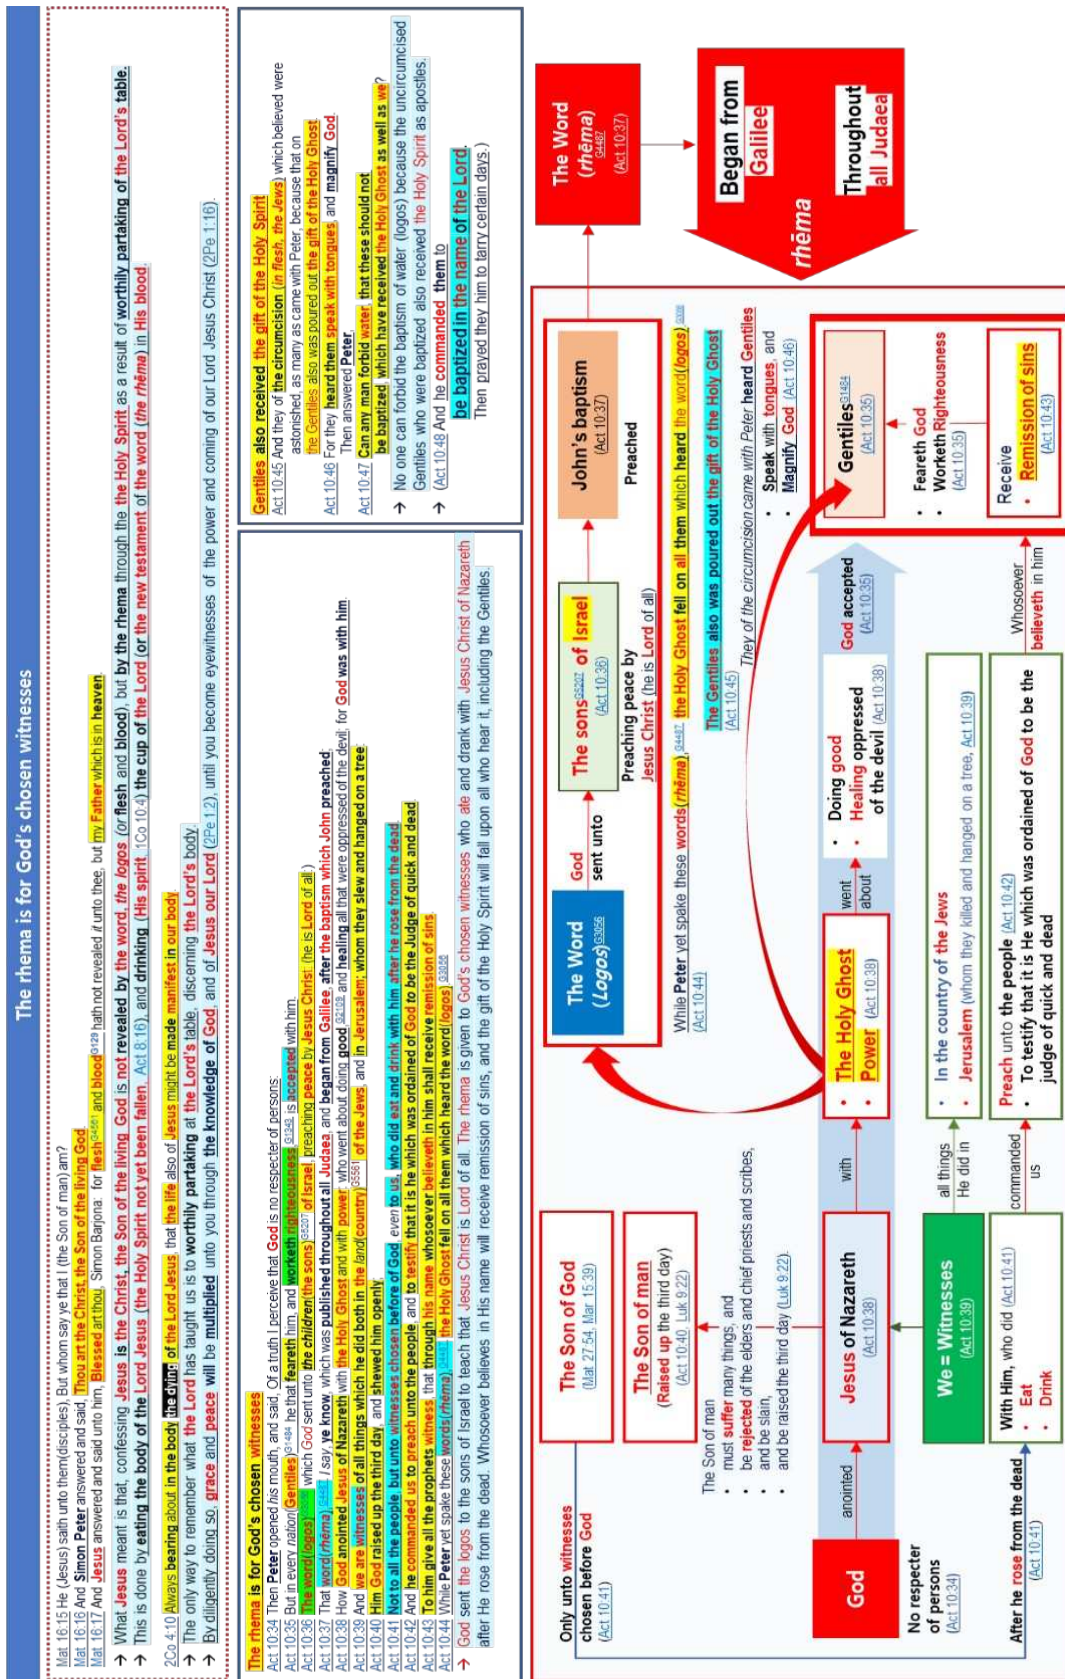 The rhema is for God's chosen witnesses
Mat 16:15 He (Jesus) saith unto them(disciples), But whom say ye that I (the Son of man) am?
Mat 16:16 And Simon Peter answered and said, Thou art the Christ, the Son of the living God.
Mat 16:17 And Jesus answered and said unto him, Blessed art thou, Simon Barjona: for flesh G4561 and blood G129 hath not revealed it unto thee, but my Father which is in heaven.
→ What Jesus meant is that, confessing Jesus is the Christ, the Son of the living God is not revealed by the word, the logos (or flesh and blood), but by the rhema through the Holy Spirit as a result of worthily partaking of the Lord's table.
→ This is done by eating the body of the Lord Jesus (the Holy Spirit not yet been fallen, Act 8:16), and drinking (His spirit, 1Co 10:4) the cup of the Lord (or the new testament of the word (the rhēma) in His blood.
2Co 4:10 Always bearing about in the body the dying of the Lord Jesus, that the life also of Jesus might be made manifest in our body.
→ The only way to remember what the Lord has taught us is to worthily partaking at the Lord's table, discerning the Lord's body.
→ By diligently doing so, grace and peace will be multiplied unto you through the knowledge of God, and of Jesus our Lord (2Pe 1:2), until you become eyewitnesses of the power and coming of our Lord Jesus Christ (2Pe 1:16).
The rhema is for God's chosen witnesses
Act 10:34 Then Peter opened his mouth, and said, Of a truth I perceive that God is no respecter of persons:
Act 10:35 But in every nation(Gentiles) G1484 he that feareth him, and worketh righteousness, G1343 is accepted with him.
Act 10:36 The word(logos) G3056 which God sent unto the children (the sons) G5207 of Israel, preaching peace by Jesus Christ: (he is Lord of all:)
Act 10:37 That word(rhēma), G4487 I say, ye know, which was published throughout all Judaea, and began from Galilee, after the baptism which John preached;
Act 10:38 How God anointed Jesus of Nazareth with the Holy Ghost and with power: who went about doing good, G2109 and healing all that were oppressed of the devil; for God was with him.
Act 10:39 And we are witnesses of all things which he did both in the land(country) G5561 of the Jews, and in Jerusalem; whom they slew and hanged on a tree:
Act 10:40 Him God raised up the third day, and shewed him openly;
Act 10:41 Not to all the people, but unto witnesses chosen before of God, even to us, who did eat and drink with him after he rose from the dead.
Act 10:42 And he commanded us to preach unto the people, and to testify that it is he which was ordained of God to be the Judge of quick and dead.
Act 10:43 To him give all the prophets witness, that through his name whosoever believeth in him shall receive remission of sins.
Act 10:44 While Peter yet spake these words(rhēma), G4487 the Holy Ghost fell on all them which heard the word(logos). G3056
→ God sent the logos to the sons of Israel to teach that Jesus Christ is Lord of all. The rhema is given to God's chosen witnesses who ate and drank with Jesus Christ of Nazareth
after He rose from the dead. Whosoever believes in His name will receive remission of sins, and the gift of the Holy Spirit will fall upon all who hear it, including the Gentiles.
Gentiles also received the gift of the Holy Spirit
Act 10:45 And they of the circumcision (in flesh, the Jews) which believed were
astonished, as many as came with Peter, because that on
the Gentiles also was poured out the gift of the Holy Ghost.
Act 10:46 For they heard them speak with tongues, and magnify God.
Then answered Peter,
Act 10:47 Can any man forbid water, that these should not
be baptized, which have received the Holy Ghost as well as we?
→ No one can forbid the baptism of water (logos) because the uncircumcised
Gentiles who were baptized also received the Holy Spirit as apostles.
→ (Act 10:48 And he commanded them to
be baptized in the name of the Lord.
Then prayed they him to tarry certain days.)
Only unto witnesses
chosen before God
(Act 10:41)
The Son of God
(Mat 27:54, Mar 15:39)
The Son of man
(Raised up the third day)
(Act 10:40, Luk 9:22)
The Son of man
• must suffer many things, and
• be rejected of the elders and chief priests and scribes,
• and be slain,
• and be raised the third day (Luk 9:22).
The Word
(Logos) G3056
God
sent unto
The sons G5207 of Israel
(Act 10:36)
Preaching peace by
Jesus Christ (he is Lord of all)
John's baptism
(Act 10:37)
Preached
The Word
(rhēma)
G4487
(Act 10:37)
rhēma
Began from
Galilee
Throughout
all Judaea
While Peter yet spake these words(rhēma), G4487 the Holy Ghost fell on all them which heard the word(logos).
(Act 10:44)
The Gentiles also was poured out the gift of the Holy Ghost
(Act 10:45)
They of the circumcision came with Peter heard Gentiles
• Speak with tongues, and
• Magnify God (Act 10:46)
God
No respecter
of persons
(Act 10:34)
anointed
Jesus of Nazareth
(Act 10:38)
with
• The Holy Ghost
• Power (Act 10:38)
went
about
• Doing good
• Healing oppressed
of the devil (Act 10:38)
God accepted
(Act 10:35)
Gentiles G1484
(Act 10:35)
• Feareth God
• Worketh Righteousness
(Act 10:35)
Receive
• Remission of sins
(Act 10:43)
We = Witnesses
(Act 10:39)
all things
He did in
• In the country of the Jews
• Jerusalem (whom they killed and hanged on a tree, Act 10:39)
After he rose from the dead
(Act 10:41)
With Him, who did (Act 10:41)
• Eat
• Drink
commanded
us
Preach unto the people (Act 10:42)
• To testify that it is He which was ordained of God to be the
judge of quick and dead
Whosoever
believeth in him